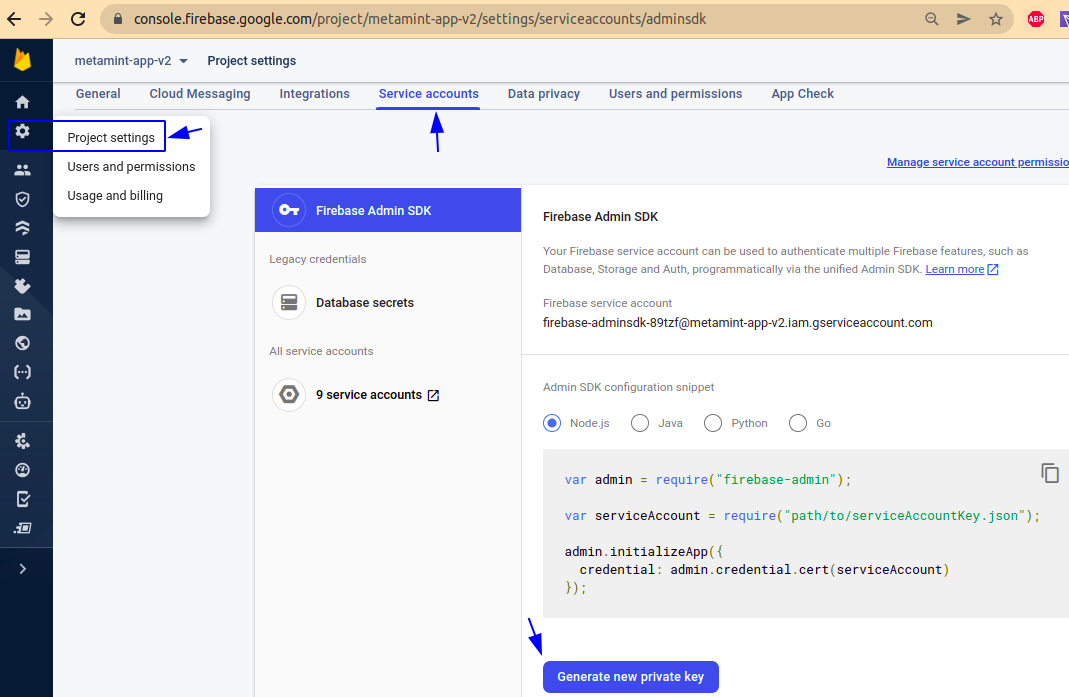 console.firebase.google.com/project/metamint-app-v2/settings/serviceaccounts/adminsdk
ABP
metamint-app-v2 Project settings
General Cloud Messaging Integrations Service accounts Data privacy Users and permissions App Check
Project settings
Users and permissions
Usage and billing
Manage service account permissio
Firebase Admin SDK
Legacy credentials
Database secrets
All service accounts
9 service accounts
Firebase Admin SDK
Your Firebase service account can be used to authenticate multiple Firebase features, such as
Database, Storage and Auth, programmatically via the unified Admin SDK. Learn more
Firebase service account
firebase-adminsdk-89tzf@metamint-app-v2.iam.gserviceaccount.com
Admin SDK configuration snippet
Node.js Java Python Go
var admin = require("firebase-admin");
var serviceAccount = require("path/to/serviceAccountKey.json");
admin.initializeApp({
  credential: admin.credential.cert(serviceAccount)
});
Generate new private key